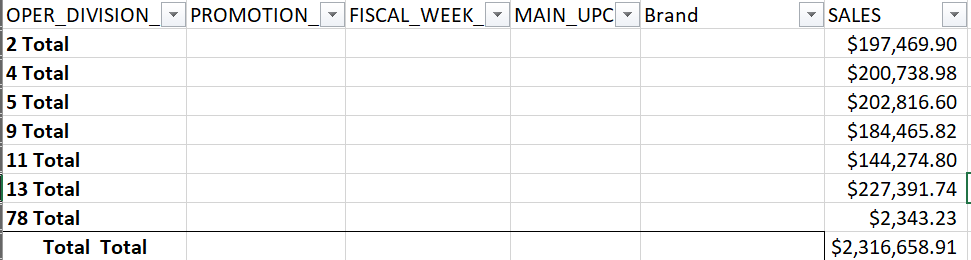 OPER_DIVISION_ PROMOTION_ FISCAL_WEEK_ MAIN_UPC Brand SALES
2 Total $197,469.90
4 Total $200,738.98
5 Total $202,816.60
9 Total $184,465.82
11 Total $144,274.80
13 Total $227,391.74
78 Total $2,343.23
Total Total $2,316,658.91